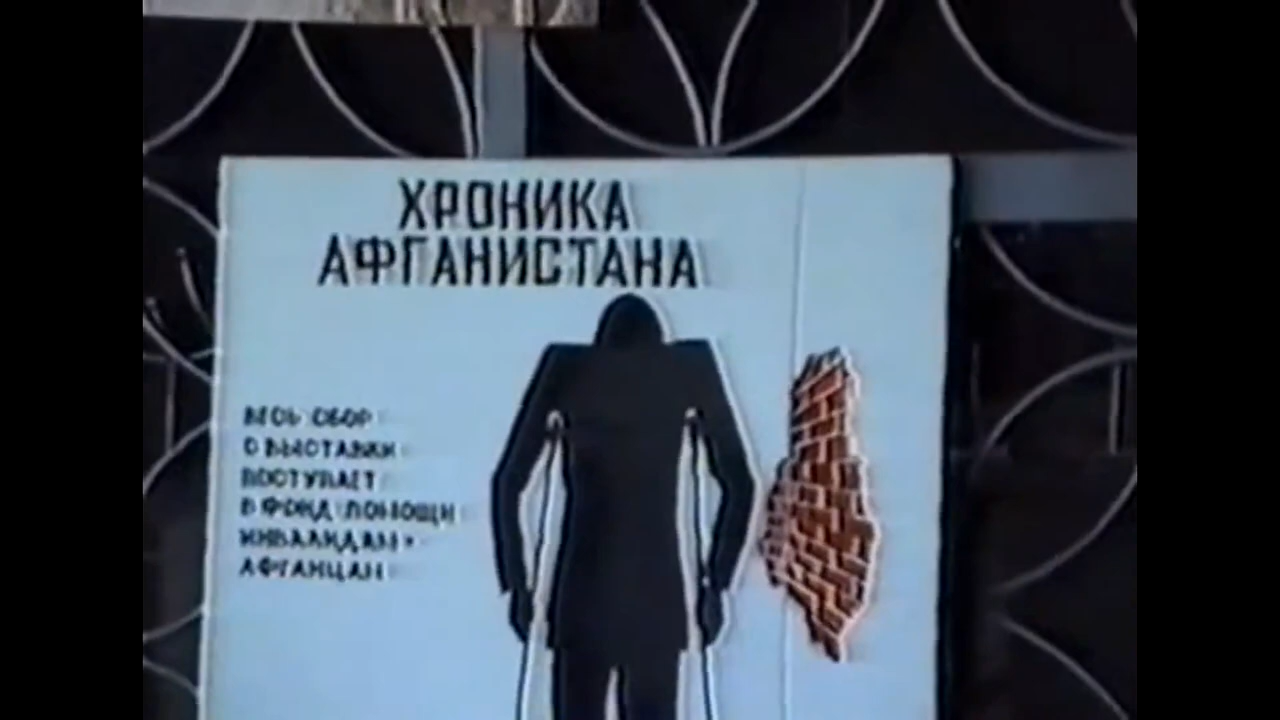 ХРОНИКА
АФГАНИСТАНА
ВЕСЬ СБОР
С ВЫСТАВКИ
ПОСТУПАЕТ
В ФОНД ПОМОЩИ
ИНВАЛИДАМ-
АФГАНЦАМ